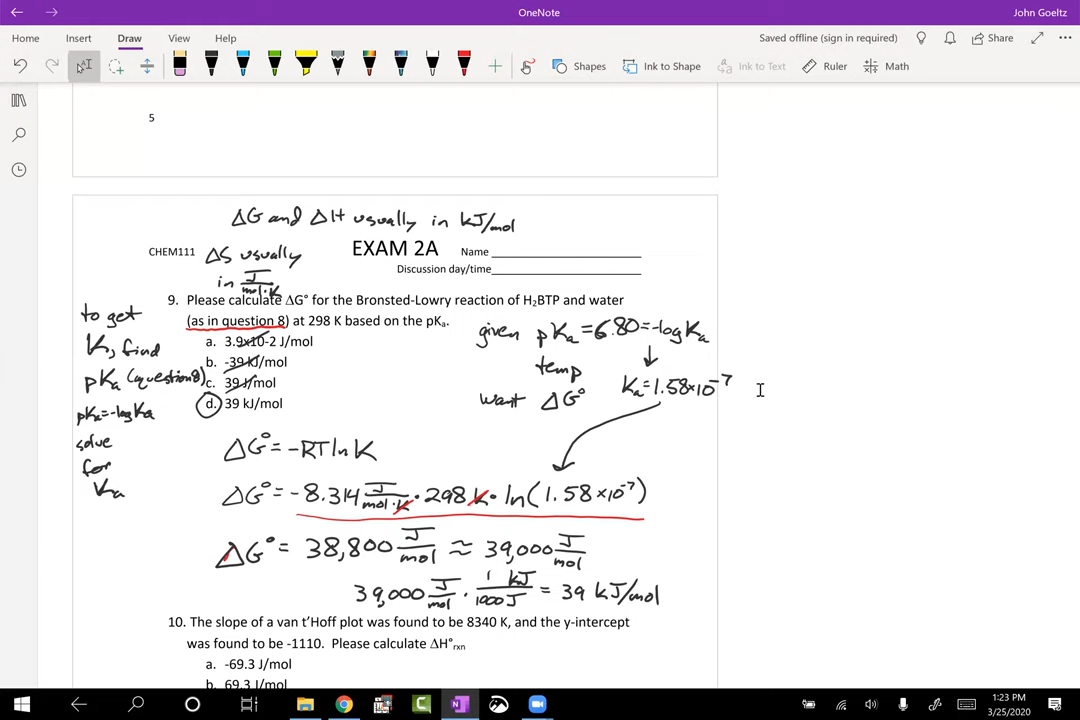 OneNote
John Goeltz
Home Insert Draw View Help
Saved offline (sign in required)
Share
Shapes
Ink to Shape
Ink to Text
Ruler
Math
5
ΔG and ΔH usually in kJ/mol
CHEM111
ΔS usually
in J/mol·K
EXAM 2A
Name
Discussion day/time
9. Please calculate ΔG° for the Bronsted-Lowry reaction of H₂BTP and water
(as in question 8) at 298 K based on the pKₐ.
a. 3.9x10-2 J/mol
b. -39 kJ/mol
c. 39 J/mol
d. 39 kJ/mol
to get
K, find
pKa (question 8)
pKa=-logKa
solve
for
Ka
given pKa=6.80=-logKa
temp
want ΔG°
Ka=1.58×10⁻⁷
ΔG°=-RTlnK
ΔG°= -8.314 J/mol·K · 298 K · ln(1.58×10⁻⁷)
ΔG°= 38,800 J/mol ≈ 39,000 J/mol
39,000 J/mol · 1 kJ/1000 J = 39 kJ/mol
10. The slope of a van t’Hoff plot was found to be 8340 K, and the y-intercept
was found to be -1110. Please calculate ΔH°rxn
a. -69.3 J/mol
b. 69.3 J/mol
1:23 PM
3/25/2020